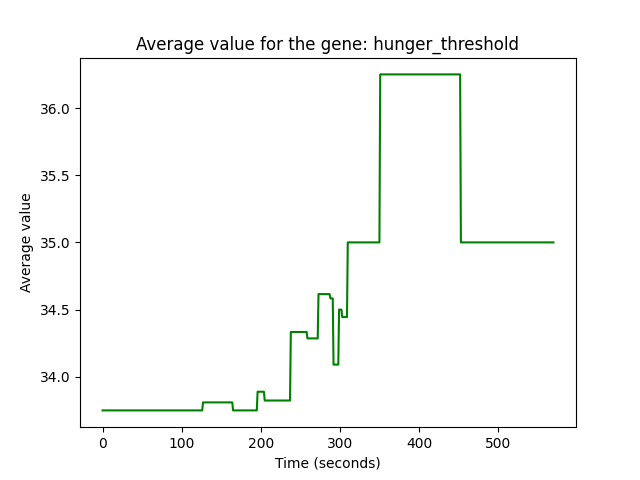 Average value for the gene: hunger_threshold
36.0
35.5
35.0
34.5
34.0
Average value
0 100 200 300 400 500
Time (seconds)